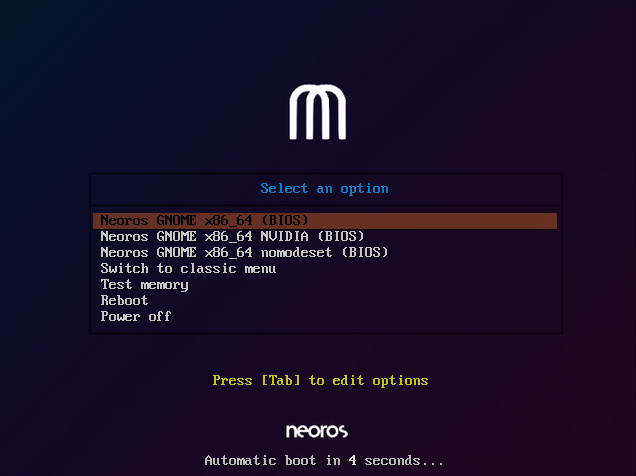 Select an option
Neoros GNOME x86_64 (BIOS)
Neoros GNOME x86_64 NVIDIA (BIOS)
Neoros GNOME x86_64 nomodeset (BIOS)
Switch to classic menu
Test memory
Reboot
Power off
Press [Tab] to edit options
neoros
Automatic boot in 4 seconds...